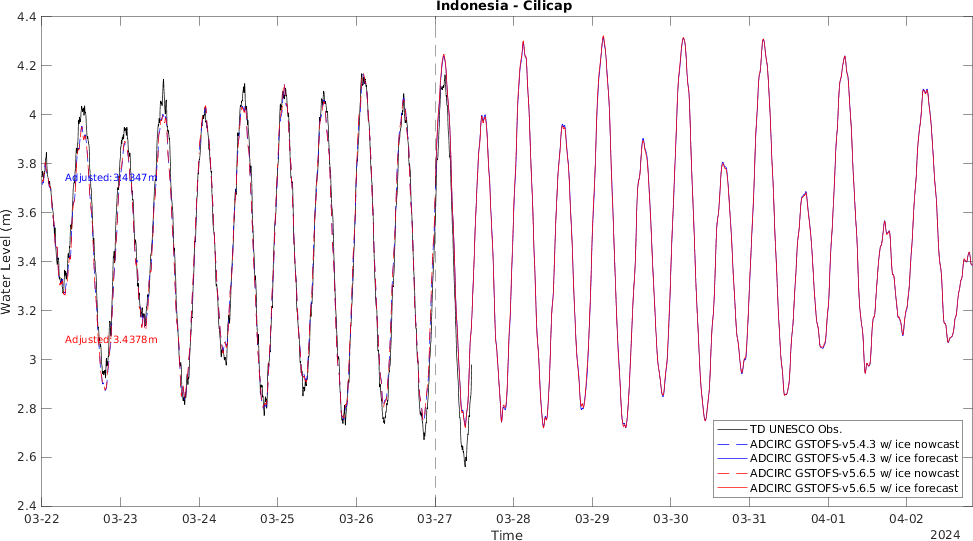 Indonesia - Cilicap
4.4
4.2
4
3.8
3.6
3.4
3.2
3
2.8
2.6
2.4
Water Level (m)
Adjusted:3.4347m
Adjusted:3.4378m
TD UNESCO Obs.
ADCIRC GSTOFS-v5.4.3 w/ ice nowcast
ADCIRC GSTOFS-v5.4.3 w/ ice forecast
ADCIRC GSTOFS-v5.6.5 w/ ice nowcast
ADCIRC GSTOFS-v5.6.5 w/ ice forecast
03-22 03-23 03-24 03-25 03-26 03-27 03-28 03-29 03-30 03-31 04-01 04-02
Time
2024